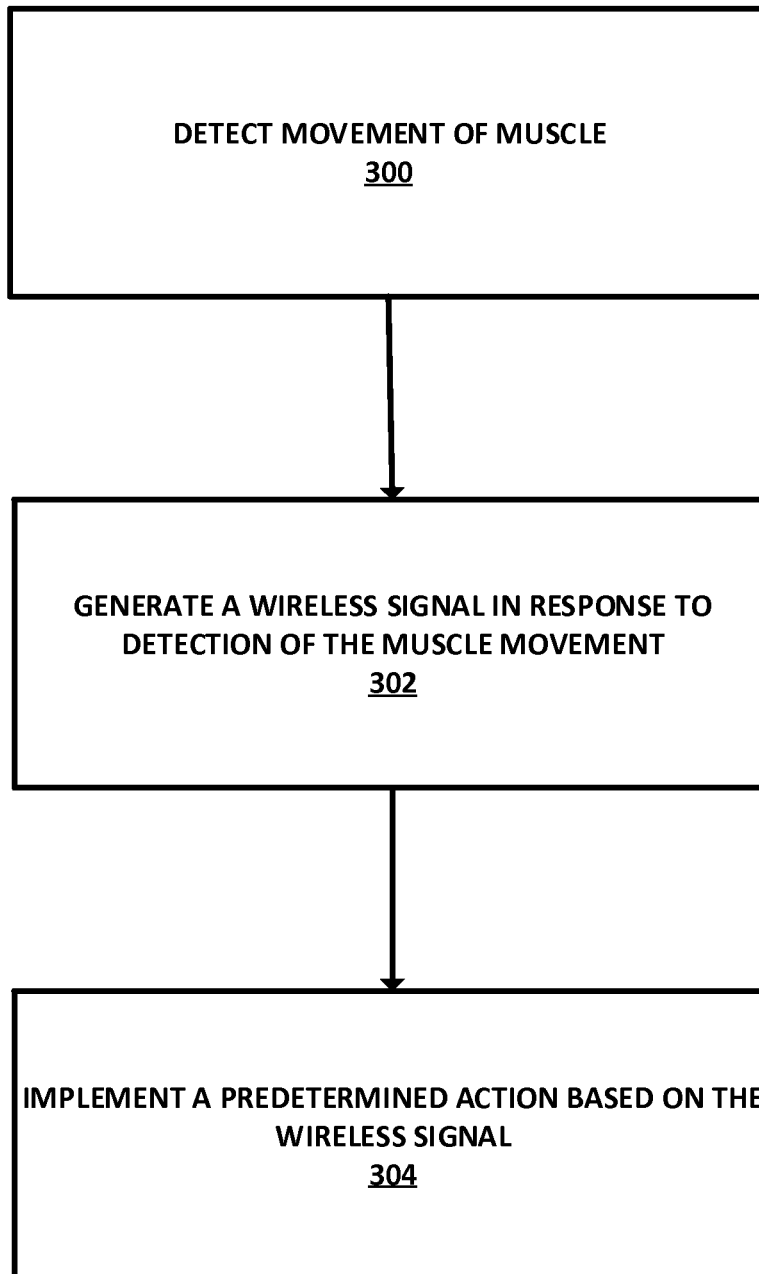 DETECT MOVEMENT OF MUSCLE
300
GENERATE A WIRELESS SIGNAL IN RESPONSE TO
DETECTION OF THE MUSCLE MOVEMENT
302
IMPLEMENT A PREDETERMINED ACTION BASED ON THE
WIRELESS SIGNAL
304